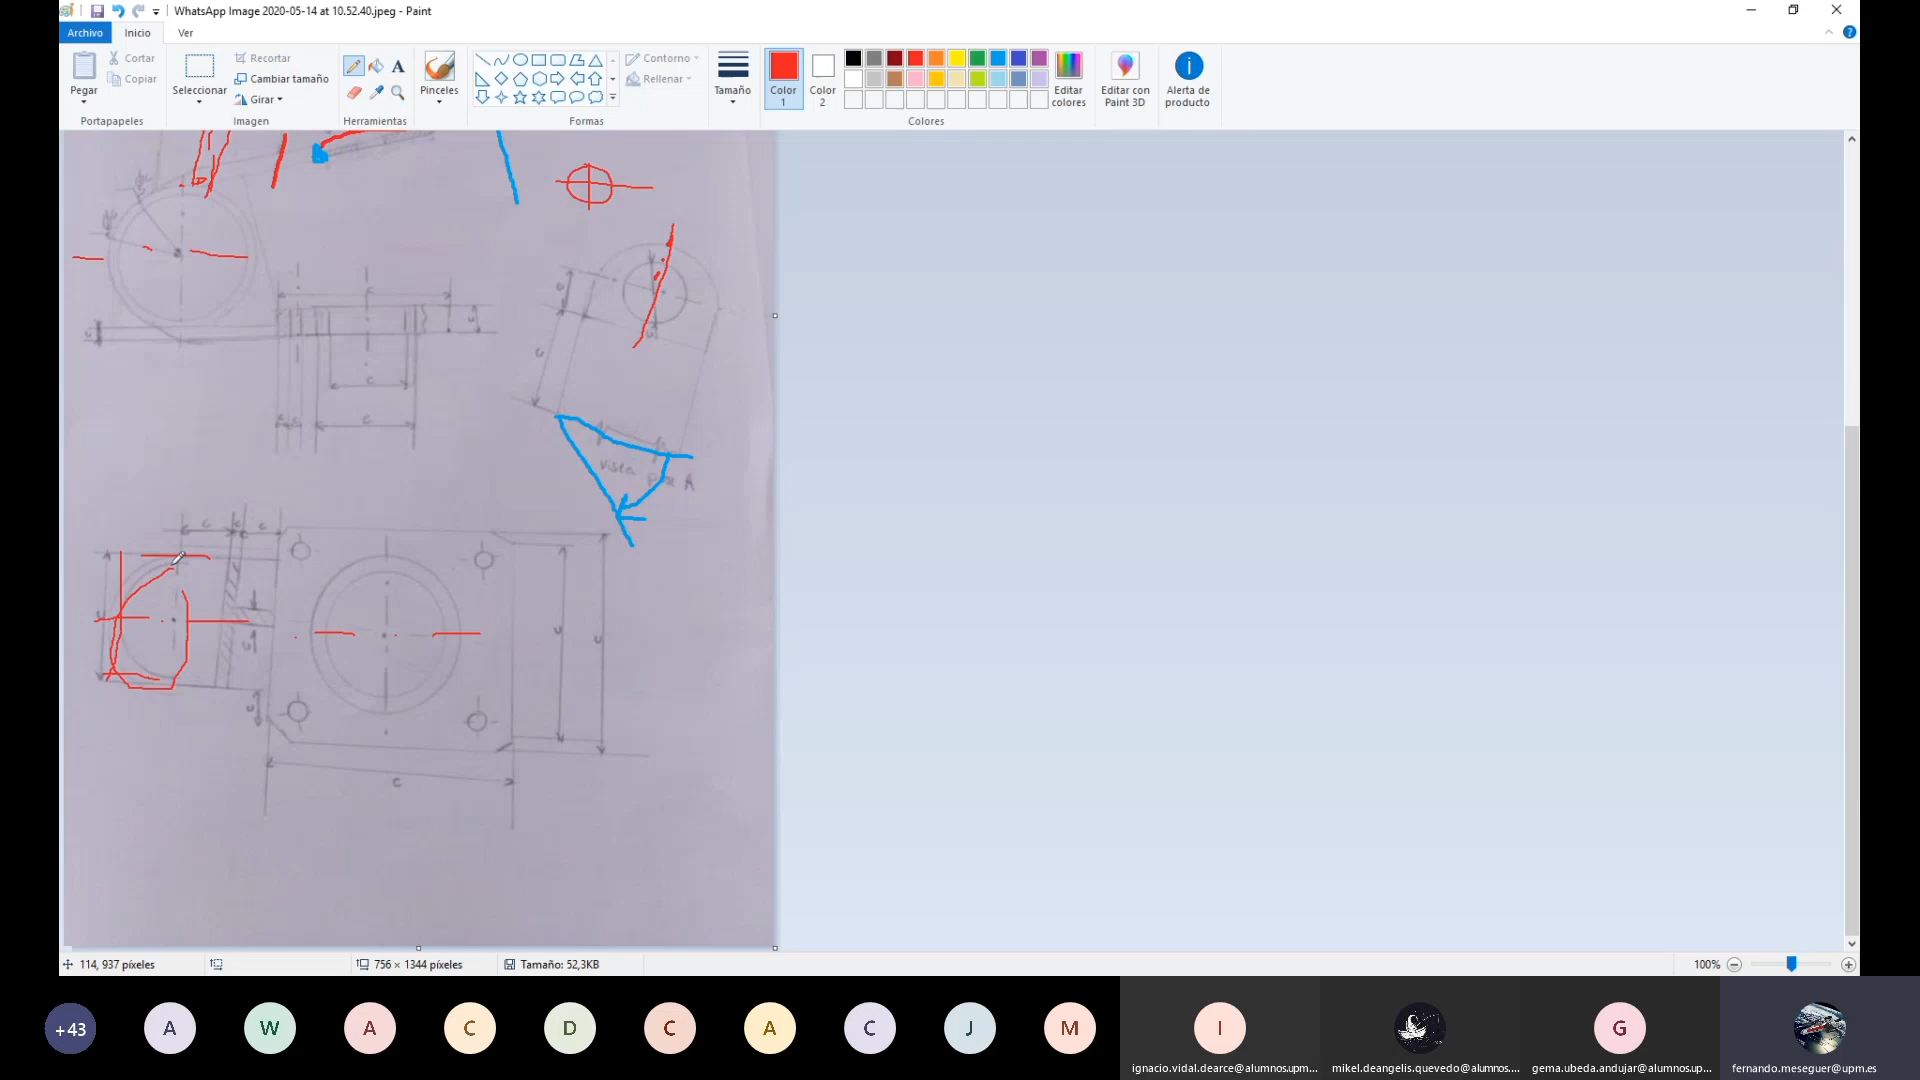 WhatsApp Image 2020-05-14 at 10.52.40.jpeg - Paint
Archivo Inicio Ver
Pegar
Cortar
Copiar
Portapapeles
Seleccionar
Recortar
Cambiar tamaño
Girar
Imagen
A
Herramientas
Pinceles
Contorno
Rellenar
Formas
Tamaño
Color 1
Color 2
Editar colores
Colores
Editar con Paint 3D
Alerta de producto
c
c
c
c
c
c
vista
por A
c
c
c
c
c
114, 937 píxeles
756 × 1344 píxeles
Tamaño: 52,3KB
100%
+43 A W A C D C A C J M I G
ignacio.vidal.dearce@alumnos.upm...
mikel.deangelis.quevedo@alumnos....
gema.ubeda.andujar@alumnos.up...
fernando.meseguer@upm.es